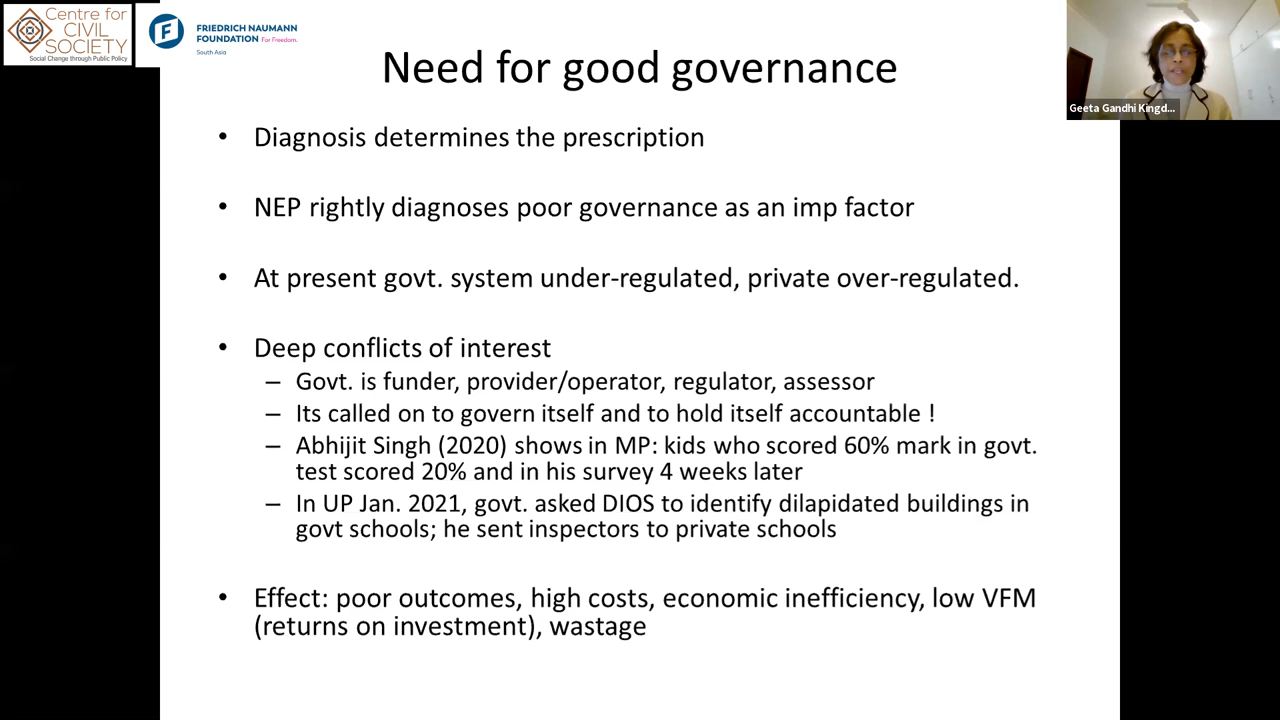 Centre for
CIVIL
SOCIETY
Social Change through Public Policy
FRIEDRICH NAUMANN
FOUNDATION For Freedom.
South Asia
Need for good governance
Geeta Gandhi Kingd...
• Diagnosis determines the prescription
• NEP rightly diagnoses poor governance as an imp factor
• At present govt. system under-regulated, private over-regulated.
• Deep conflicts of interest
– Govt. is funder, provider/operator, regulator, assessor
– Its called on to govern itself and to hold itself accountable !
– Abhijit Singh (2020) shows in MP: kids who scored 60% mark in govt.
test scored 20% and in his survey 4 weeks later
– In UP Jan. 2021, govt. asked DIOS to identify dilapidated buildings in
govt schools; he sent inspectors to private schools
• Effect: poor outcomes, high costs, economic inefficiency, low VFM
(returns on investment), wastage